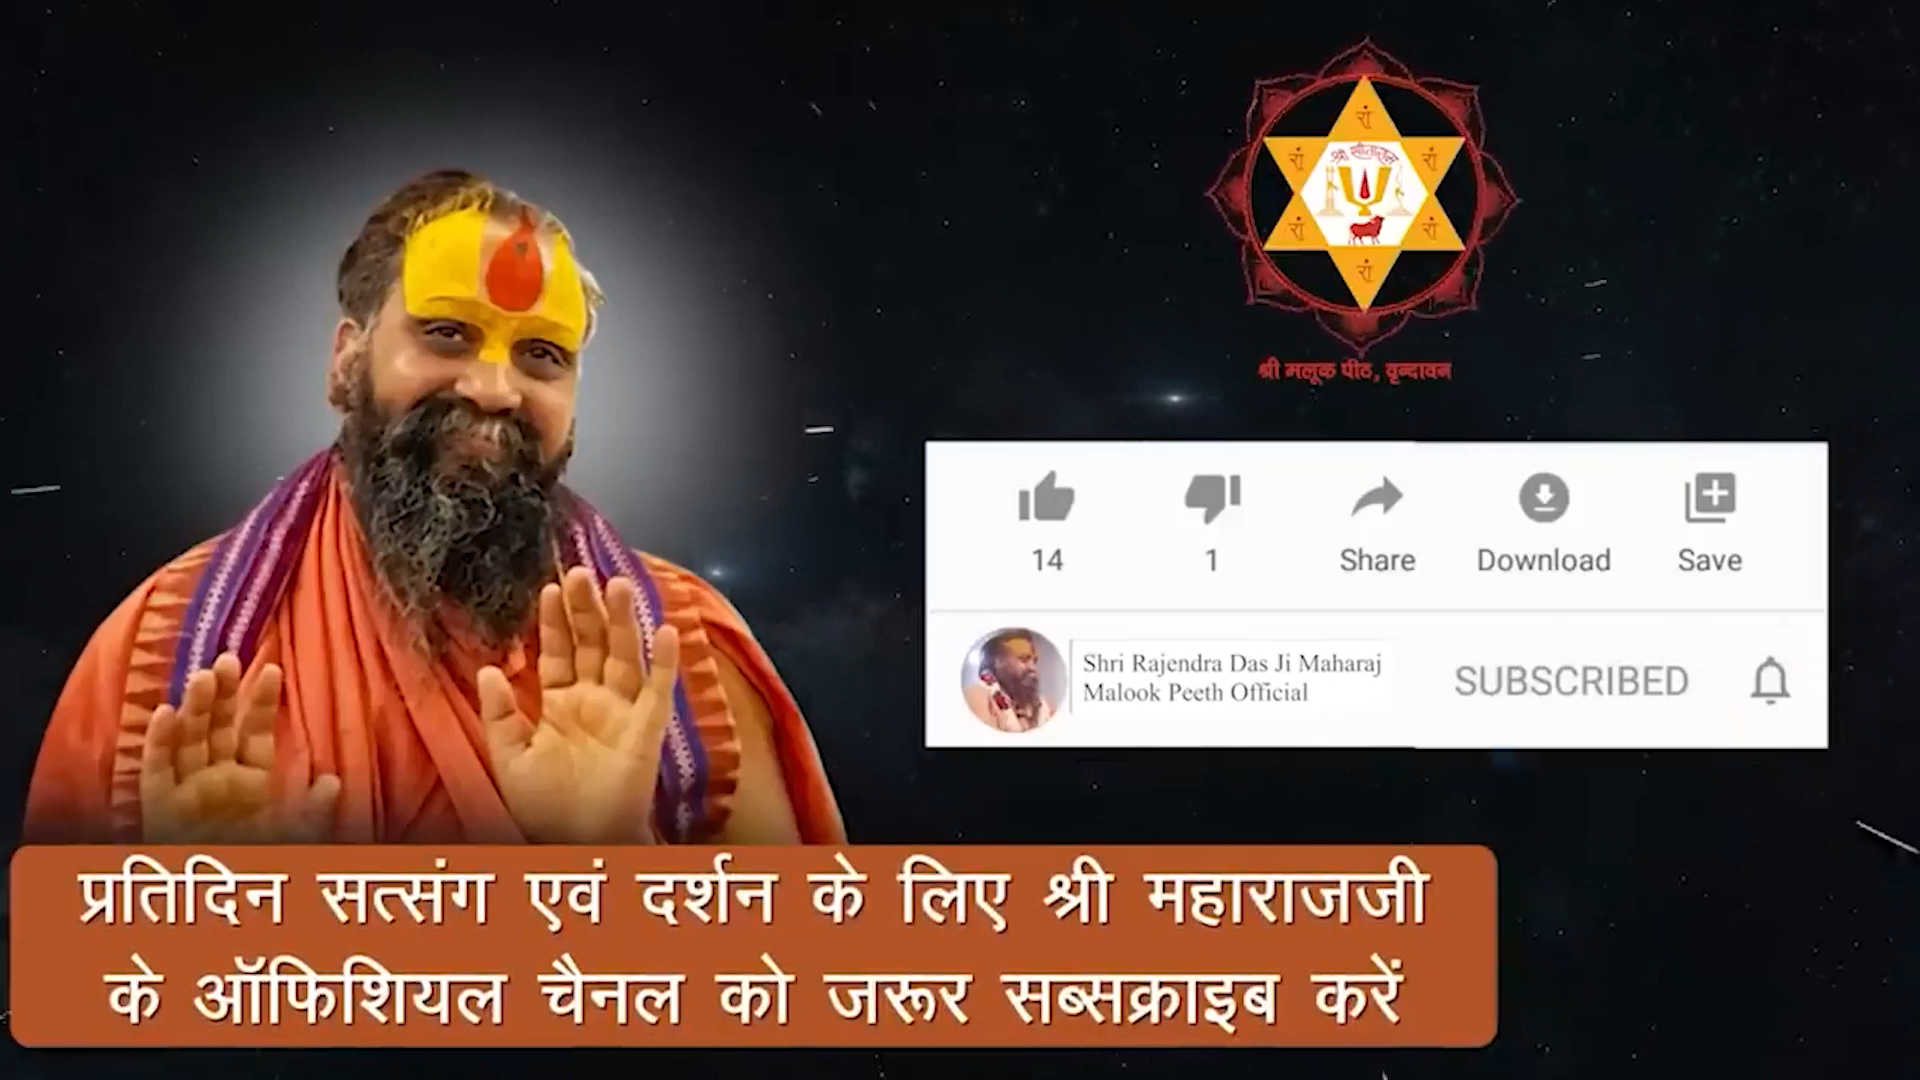 रां
रां
रां
श्री सीताराम
रां
रां
रां
श्री मलूक पीठ, वृन्दावन
14
1
Share
Download
Save
Shri Rajendra Das Ji Maharaj
Malook Peeth Official
SUBSCRIBED
प्रतिदिन सत्संग एवं दर्शन के लिए श्री महाराजजी
के ऑफिशियल चैनल को जरूर सब्सक्राइब करें